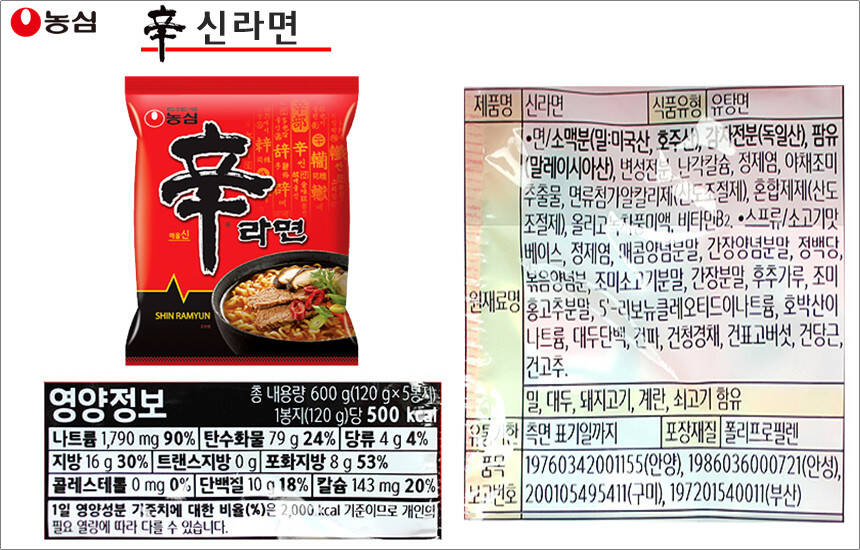 농심 辛 신라면
농심
辛
매울신
라면
SHIN RAMYUN
영양정보
총 내용량 600 g(120 g×5봉지)
1봉지(120 g)당 500 kcal
나트륨 1,790 mg 90% 탄수화물 79 g 24% 당류 4 g 4%
지방 16 g 30% 트랜스지방 0 g 포화지방 8 g 53%
콜레스테롤 0 mg 0% 단백질 10 g 18% 칼슘 143 mg 20%
1일 영양성분 기준치에 대한 비율(%)은 2,000 kcal 기준이므로 개인의
필요 열량에 따라 다를 수 있습니다.
제품명 신라면 식품유형 유탕면
원재료명
•면/소맥분(밀:미국산, 호주산), 감자전분(독일산), 팜유
(말레이시아산), 변성전분, 난각칼슘, 정제염, 야채조미
추출물, 면류첨가알칼리제(산도조절제), 혼합제제(산도
조절제), 올리고녹차풍미액, 비타민B2. •스프류/소고기맛
베이스, 정제염, 매콤양념분말, 간장양념분말, 정백당,
볶음양념분, 조미소고기분말, 간장분말, 후추가루, 조미
홍고추분말, 5'-리보뉴클레오티드이나트륨, 호박산이
나트륨, 대두단백, 건파, 건청경채, 건표고버섯, 건당근,
건고추.
밀, 대두, 돼지고기, 계란, 쇠고기 함유
유통기한 측면 표기일까지 포장재질 폴리프로필렌
품목 19760342001155(안양), 1986036000721(안성),
보고번호 200105495411(구미), 197201540011(부산)